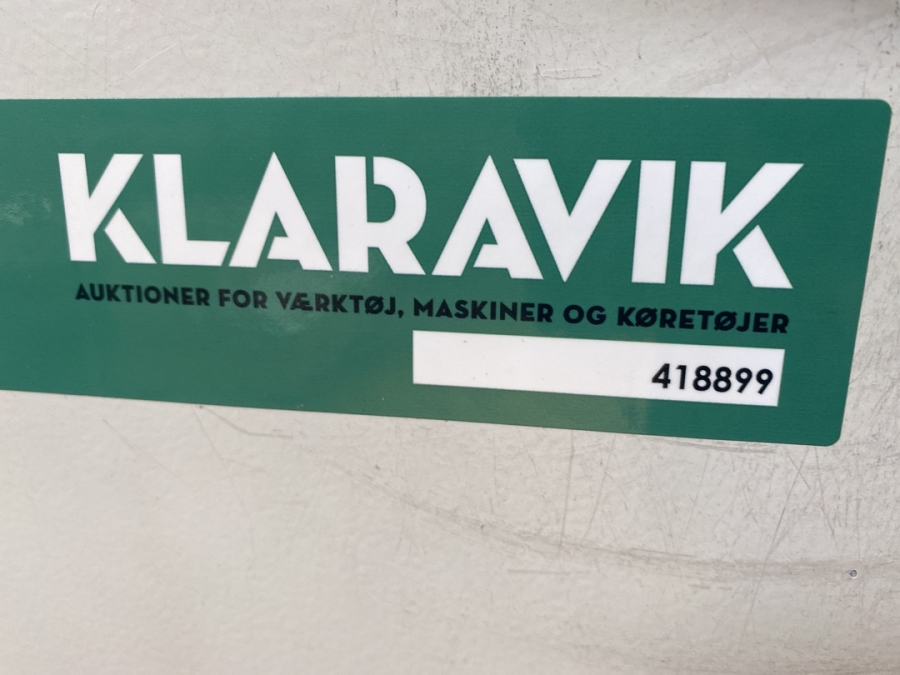 KLARAVIK
AUKTIONER FOR VÆRKTØJ, MASKINER OG KØRETØJER
418899